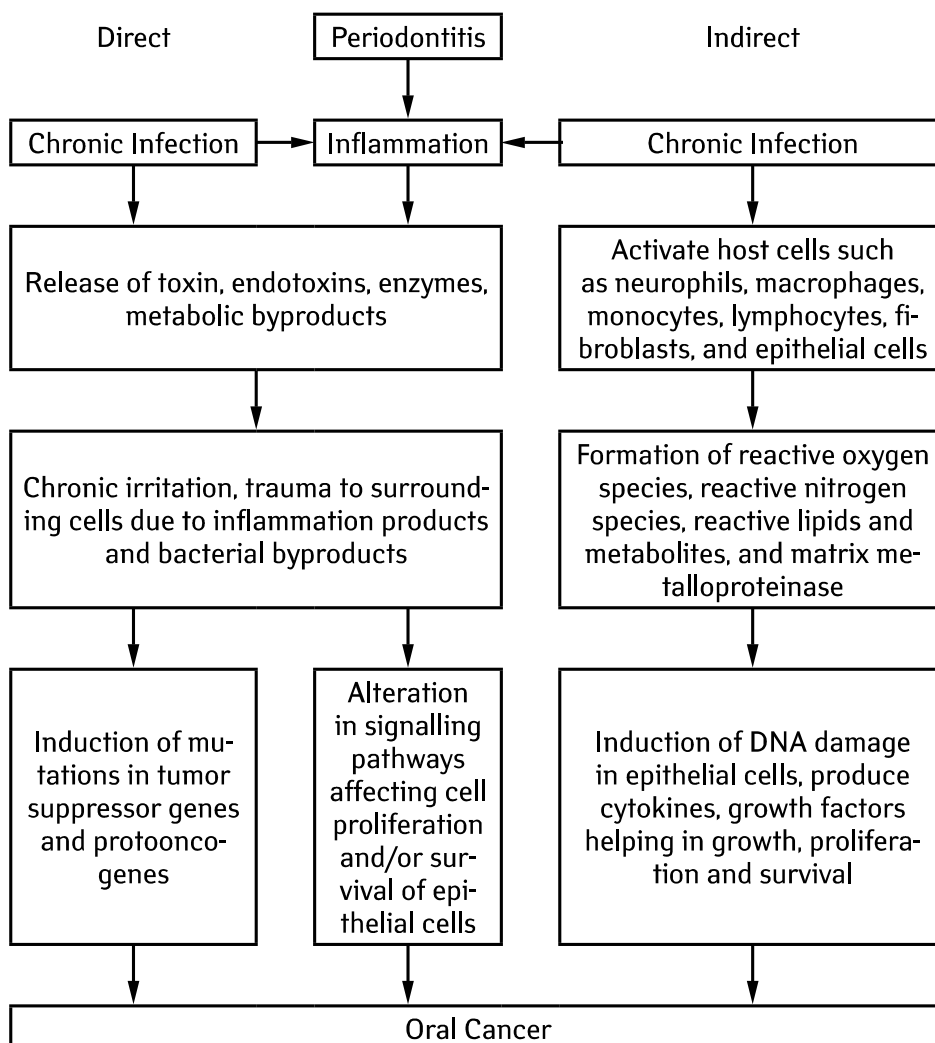 Direct
Periodontitis
Indirect
Chronic Infection
Inflammation
Chronic Infection
Release of toxin, endotoxins, enzymes,
metabolic byproducts
Activate host cells such
as neurophils, macrophages,
monocytes, lymphocytes, fi-
broblasts, and epithelial cells
Chronic irritation, trauma to surround-
ing cells due to inflammation products
and bacterial byproducts
Formation of reactive oxygen
species, reactive nitrogen
species, reactive lipids and
metabolites, and matrix me-
talloproteinase
Induction of mu-
tations in tumor
suppressor genes
and protoonco-
genes
Alteration
in signalling
pathways
affecting cell
proliferation
and/or sur-
vival of epi-
thelial cells
Induction of DNA damage
in epithelial cells, produce
cytokines, growth factors
helping in growth, prolifera-
tion and survival
Oral Cancer